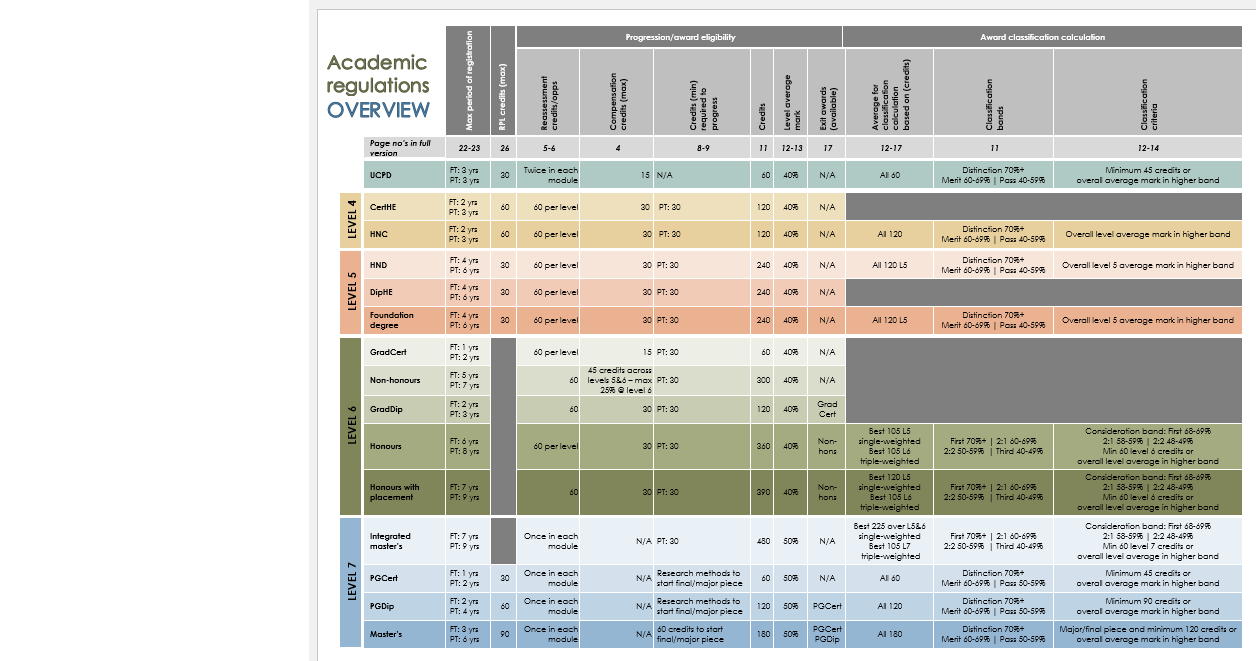 Academic
regulations
OVERVIEW
Max period of registration
RPL credits (max)
Progression/award eligibility
Award classification calculation
Reassessment
credits/apps
Compensation
credits (max)
Credits (min)
required to
progress
Credits
Level average
mark
Exit awards
(available)
Average for
classification
calculation
based on (credits)
Classification
bands
Classification
criteria
Page no's in full
version
22-23
26
5-6
4
8-9
11
12-13
17
12-17
11
12-14
UCPD
FT: 3 yrs
PT: 3 yrs
30
Twice in each
module
15
N/A
60
40%
N/A
All 60
Distinction 70%+
Merit 60-69% | Pass 40-59%
Minimum 45 credits or
overall average mark in higher band
LEVEL 4
CertHE
FT: 2 yrs
PT: 3 yrs
60
60 per level
30
PT: 30
120
40%
N/A
HNC
FT: 2 yrs
PT: 3 yrs
60
60 per level
30
PT: 30
120
40%
N/A
All 120
Distinction 70%+
Merit 60-69% | Pass 40-59%
Overall level average mark in higher band
LEVEL 5
HND
FT: 4 yrs
PT: 6 yrs
30
60 per level
30
PT: 30
240
40%
N/A
All 120 L5
Distinction 70%+
Merit 60-69% | Pass 40-59%
Overall level 5 average mark in higher band
DipHE
FT: 4 yrs
PT: 6 yrs
30
60 per level
30
PT: 30
240
40%
N/A
Foundation
degree
FT: 4 yrs
PT: 6 yrs
30
60 per level
30
PT: 30
240
40%
N/A
All 120 L5
Distinction 70%+
Merit 60-69% | Pass 40-59%
Overall level 5 average mark in higher band
LEVEL 6
GradCert
FT: 1 yrs
PT: 2 yrs
60 per level
15
PT: 30
60
40%
N/A
Non-honours
FT: 5 yrs
PT: 7 yrs
60
45 credits across
levels 5&6 – max
25% @ level 6
PT: 30
300
40%
N/A
GradDip
FT: 2 yrs
PT: 3 yrs
60
30
PT: 30
120
40%
Grad
Cert
Honours
FT: 6 yrs
PT: 8 yrs
60 per level
30
PT: 30
360
40%
Non-
hons
Best 105 L5
single-weighted
Best 105 L6
triple-weighted
First 70%+ | 2:1 60-69%
2:2 50-59% | Third 40-49%
Consideration band: First 68-69%
2:1 58-59% | 2:2 48-49%
Min 60 level 6 credits or
overall level average in higher band
Honours with
placement
FT: 7 yrs
PT: 9 yrs
60
30
PT: 30
390
40%
Non-
hons
Best 120 L5
single-weighted
Best 105 L6
triple-weighted
First 70%+ | 2:1 60-69%
2:2 50-59% | Third 40-49%
Consideration band: First 68-69%
2:1 58-59% | 2:2 48-49%
Min 60 level 6 credits or
overall level average in higher band
LEVEL 7
Integrated
master's
FT: 7 yrs
PT: 9 yrs
Once in each
module
N/A
PT: 30
480
50%
N/A
Best 225 over L5&6
single-weighted
Best 105 L7
triple-weighted
First 70%+ | 2:1 60-69%
2:2 50-59% | Third 40-49%
Consideration band: First 68-69%
2:1 58-59% | 2:2 48-49%
Min 60 level 7 credits or
overall level average in higher band
PGCert
FT: 1 yrs
PT: 2 yrs
30
Once in each
module
N/A
Research methods to
start final/major piece
60
50%
N/A
All 60
Distinction 70%+
Merit 60-69% | Pass 50-59%
Minimum 45 credits or
overall average mark in higher band
PGDip
FT: 2 yrs
PT: 4 yrs
60
Once in each
module
N/A
Research methods to
start final/major piece
120
50%
PGCert
All 120
Distinction 70%+
Merit 60-69% | Pass 50-59%
Minimum 90 credits or
overall average mark in higher band
Master's
FT: 3 yrs
PT: 6 yrs
90
Once in each
module
N/A
60 credits to start
final/major piece
180
50%
PGCert
PGDip
All 180
Distinction 70%+
Merit 60-69% | Pass 50-59%
Major/final piece and minimum 120 credits or
overall average mark in higher band